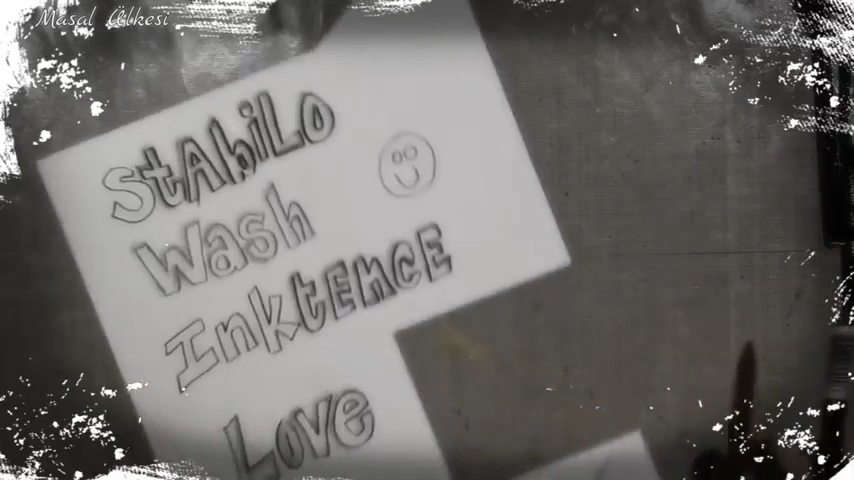 Masal Ülkesi
StAbiLo
Wash
InktENCE
Love